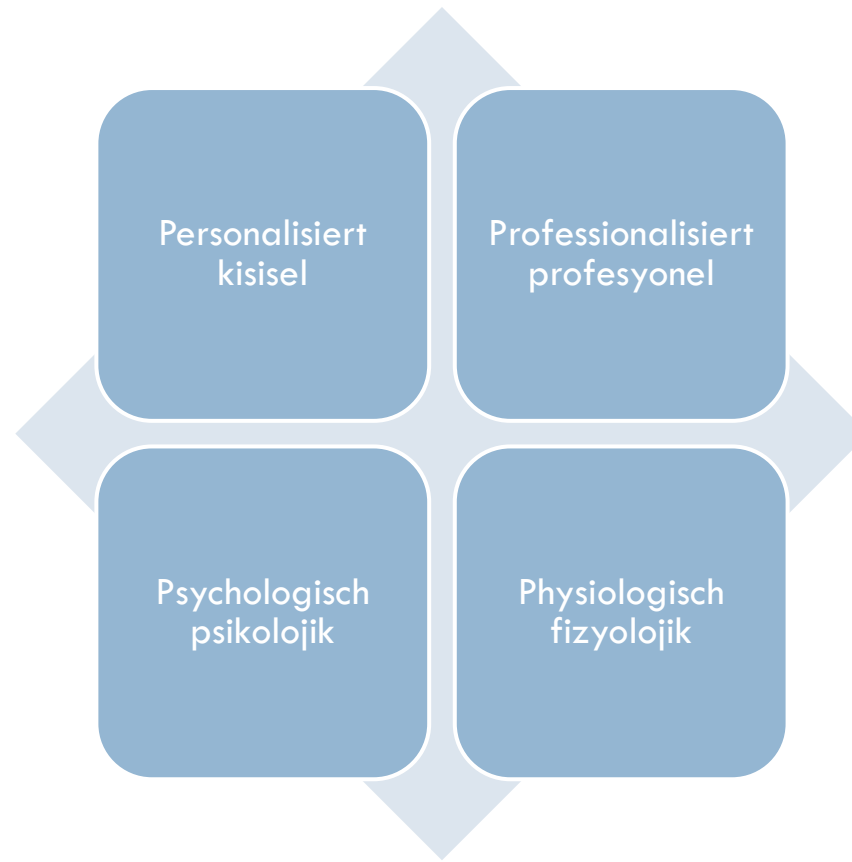 Personalisiert
kisisel
Professionalisiert
profesyonel
Psychologisch
psikolojik
Physiologisch
fizyolojik